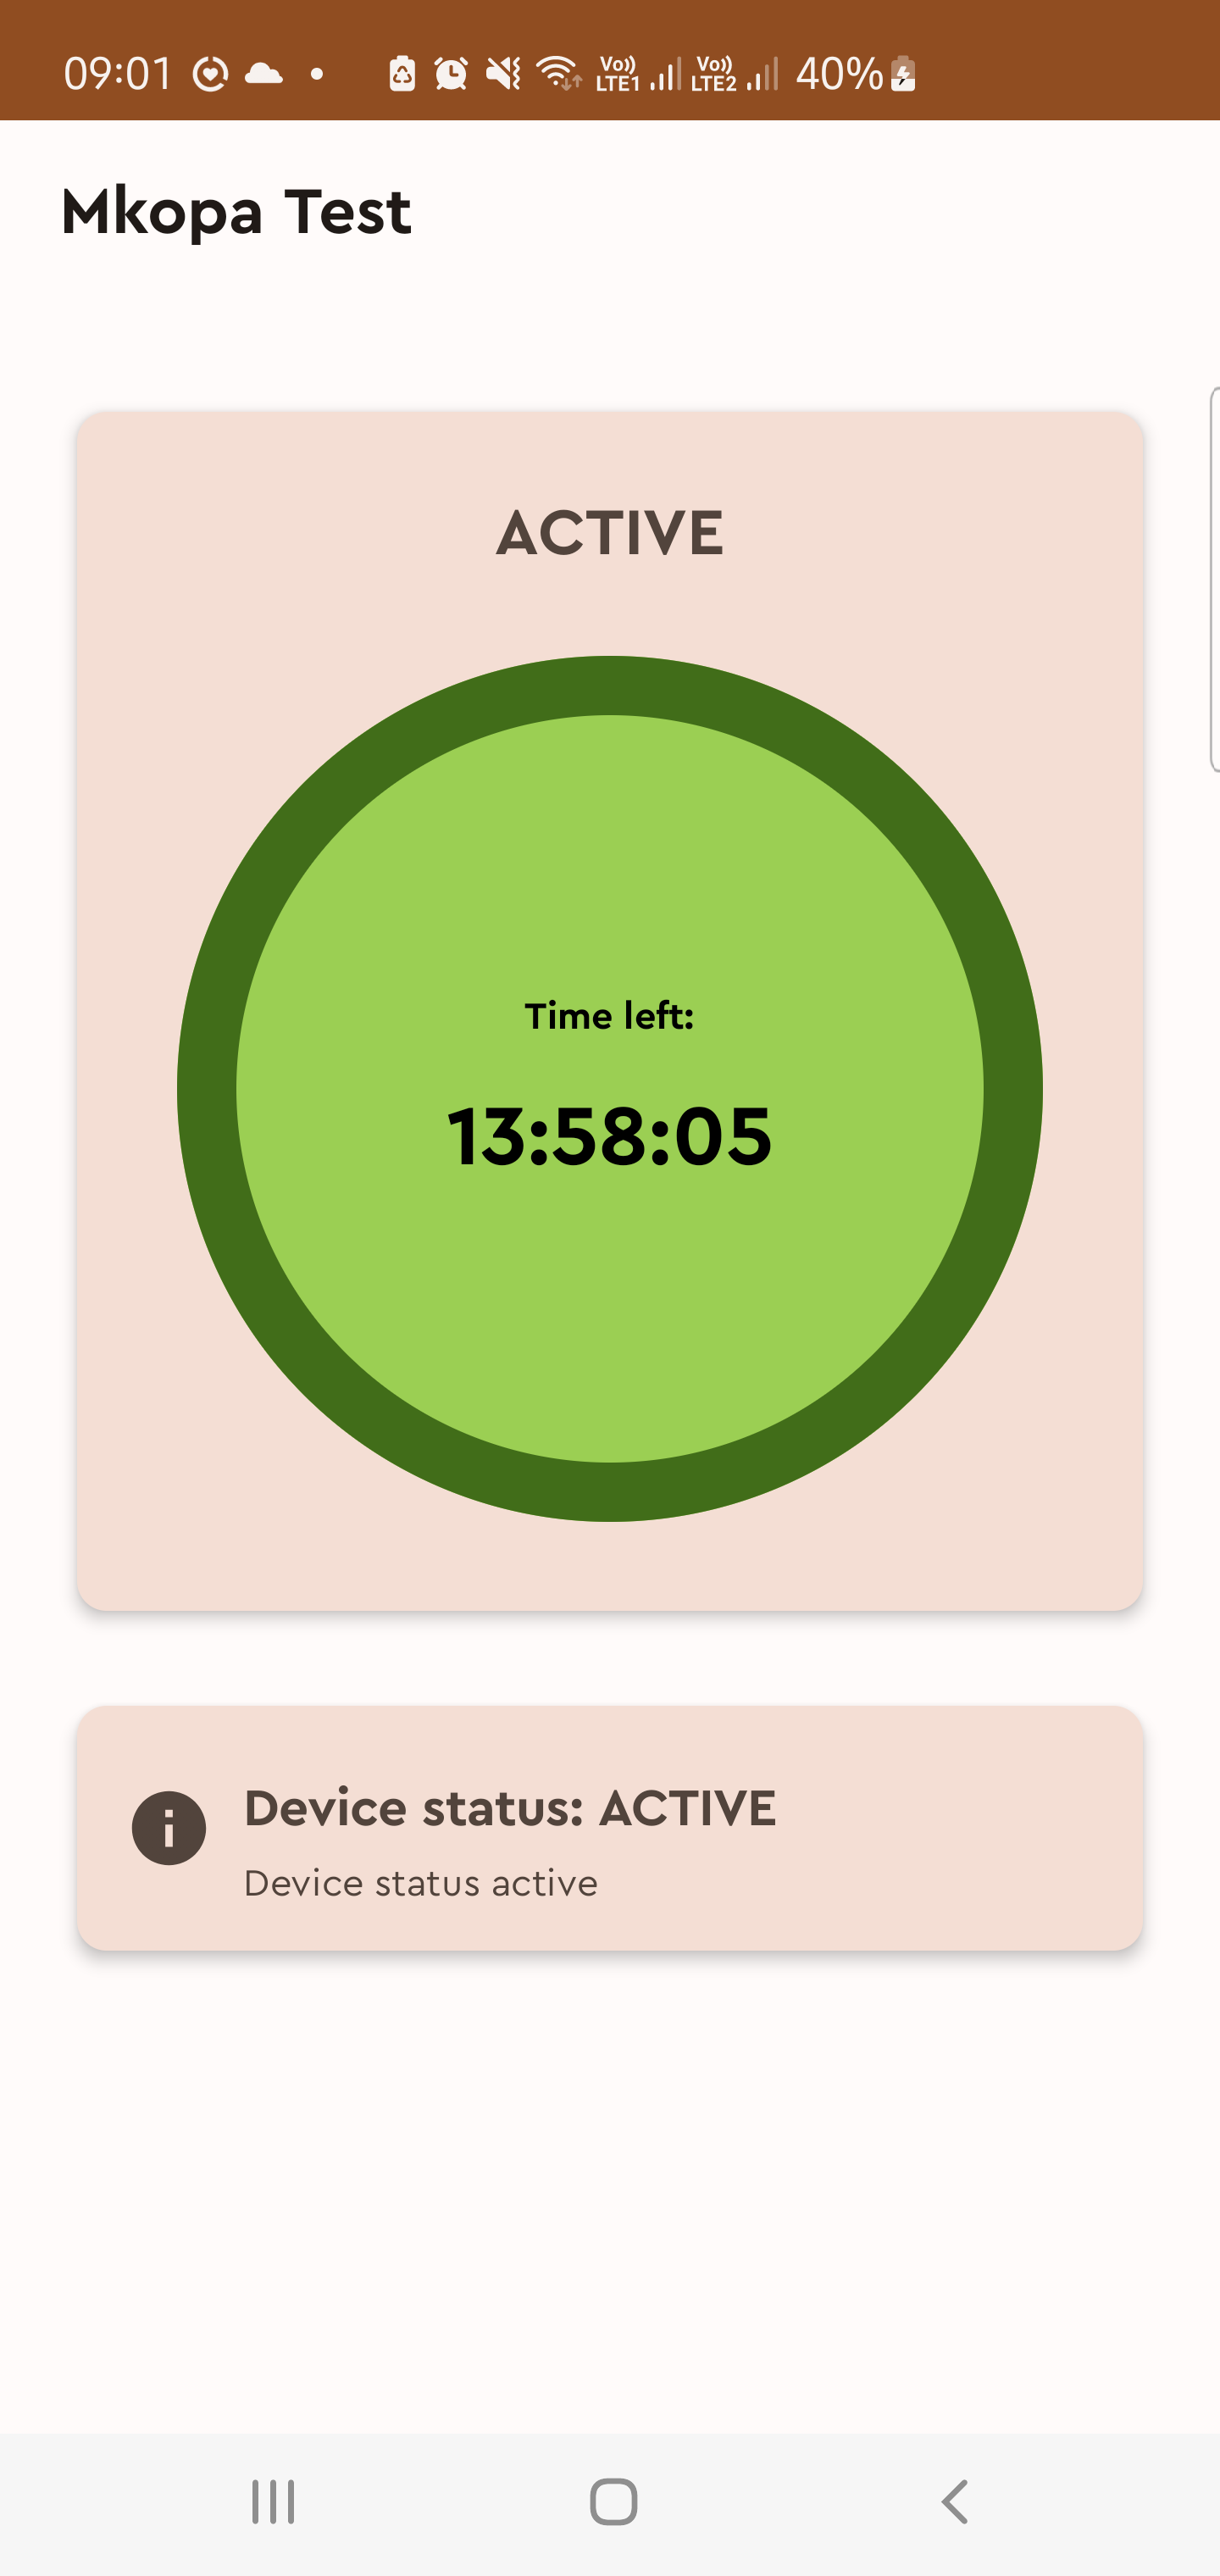 09:01 Vo)) LTE1 Vo)) LTE2 40%
Mkopa Test
ACTIVE
Time left:
13:58:05
Device status: ACTIVE
Device status active